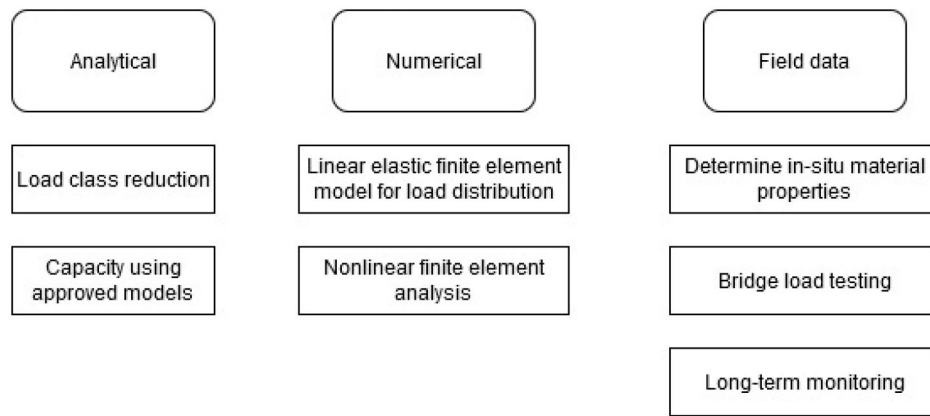 Analytical
Numerical
Field data
Load class reduction
Linear elastic finite element
model for load distribution
Determine in-situ material
properties
Capacity using
approved models
Nonlinear finite element
analysis
Bridge load testing
Long-term monitoring